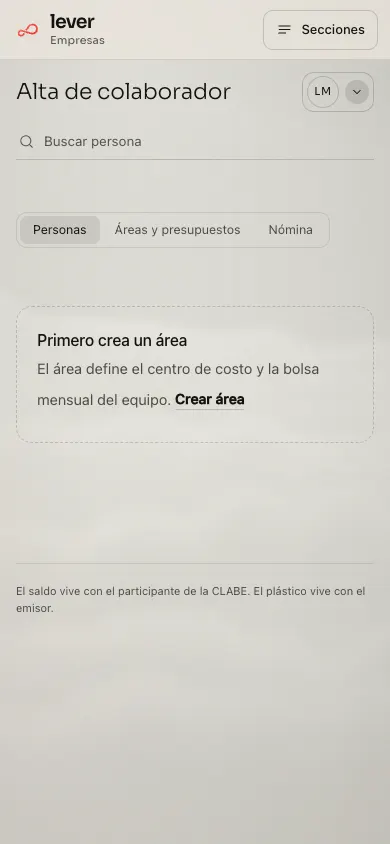 lever
Empresas
Secciones
Alta de colaborador
LM
Buscar persona
Personas
Áreas y presupuestos
Nómina
Primero crea un área
El área define el centro de costo y la bolsa
mensual del equipo. Crear área
El saldo vive con el participante de la CLABE. El plástico vive con el
emisor.